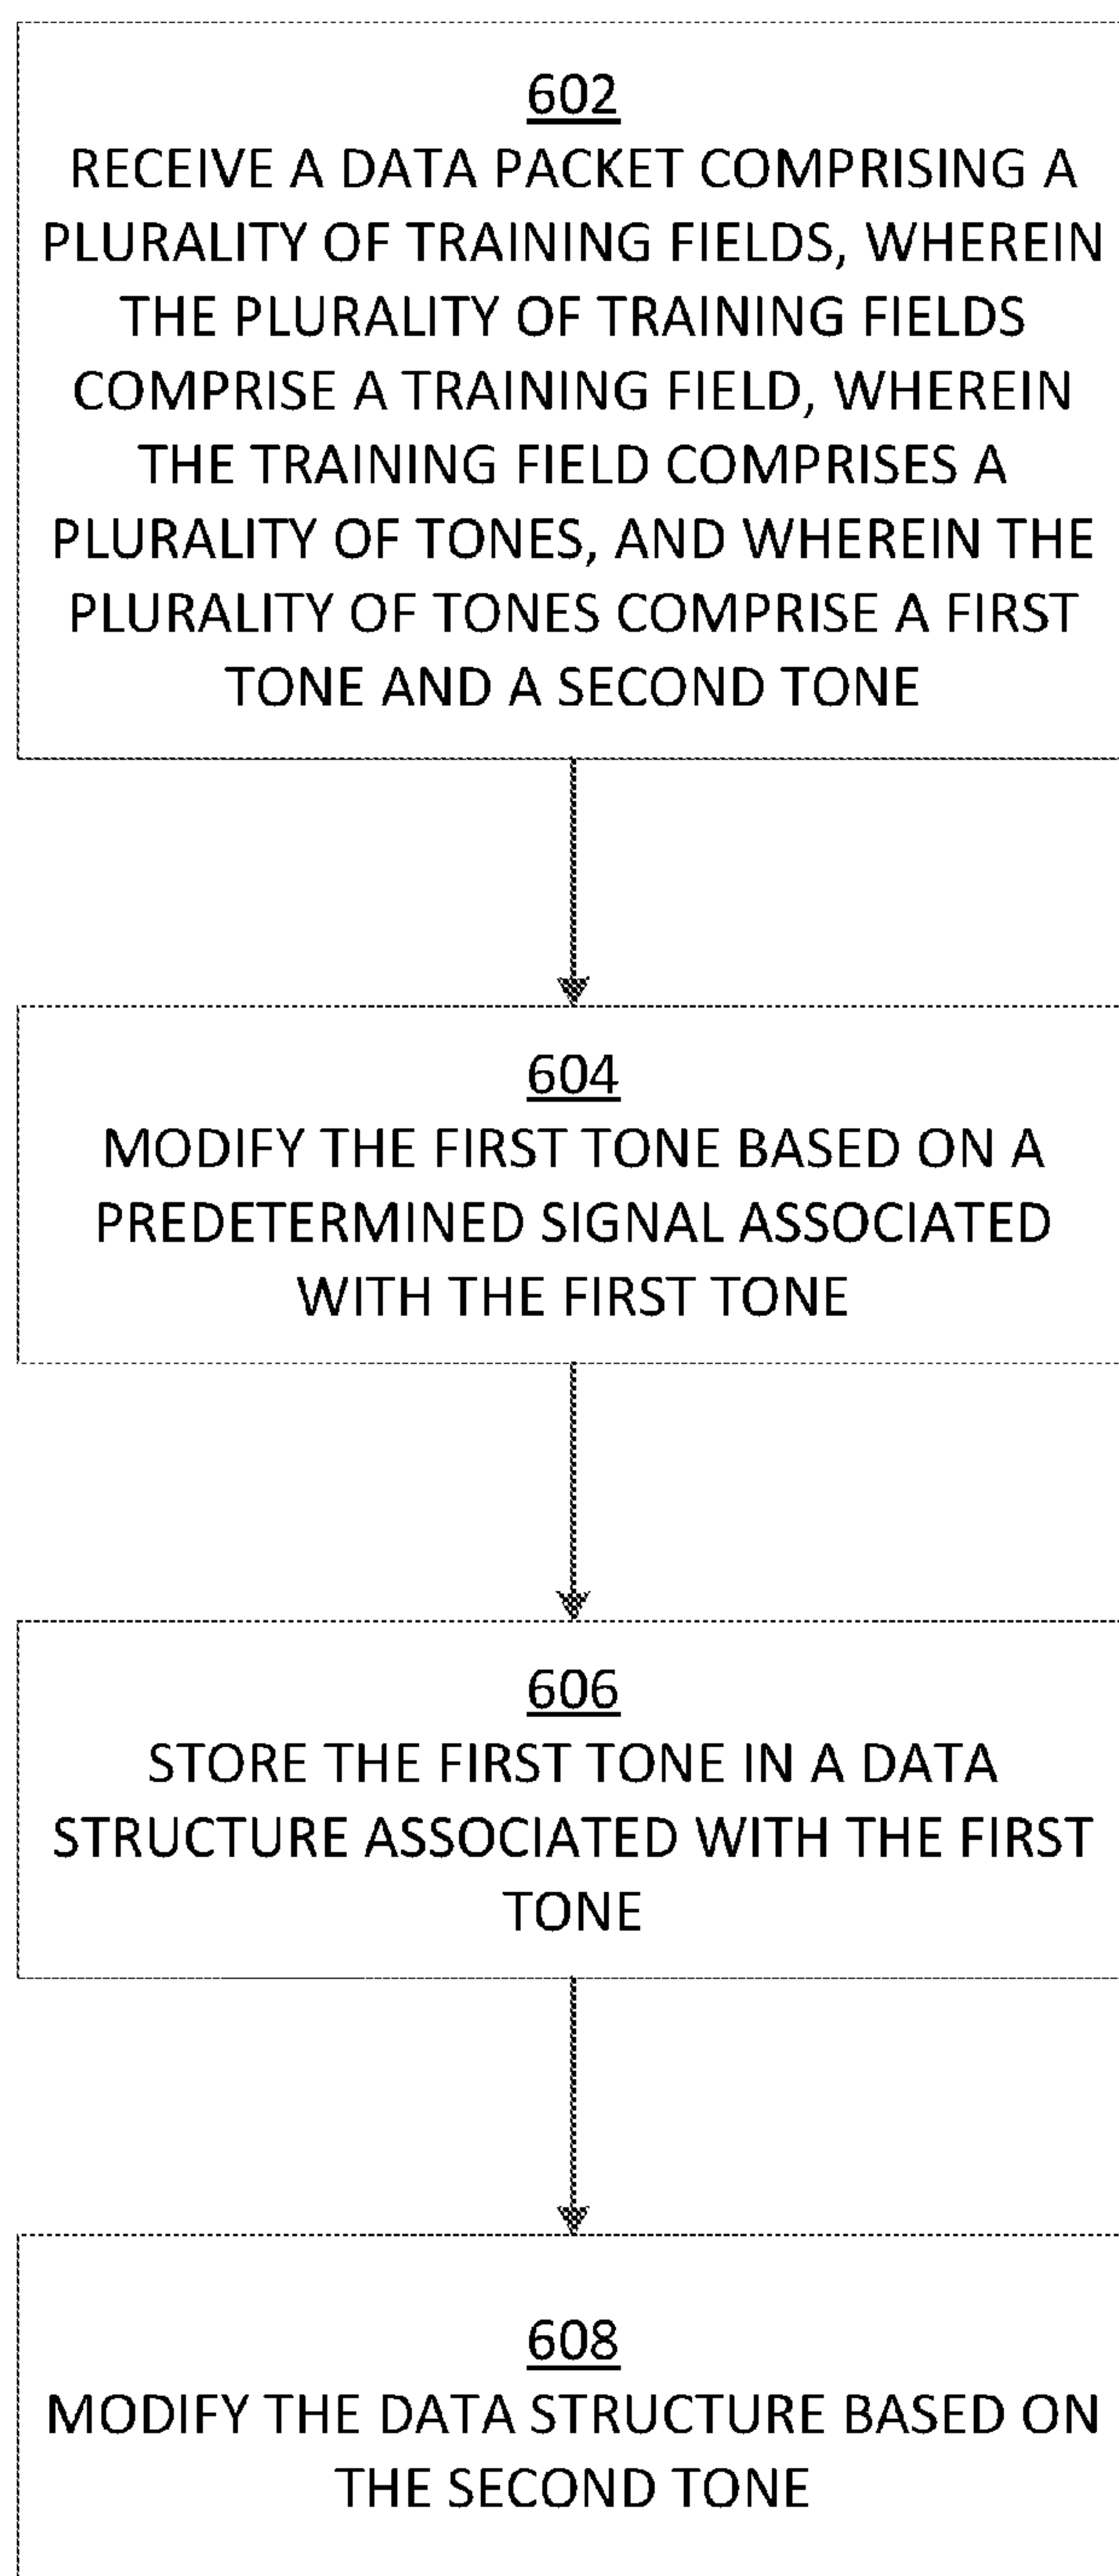 602
RECEIVE A DATA PACKET COMPRISING A
PLURALITY OF TRAINING FIELDS, WHEREIN
THE PLURALITY OF TRAINING FIELDS
COMPRISE A TRAINING FIELD, WHEREIN
THE TRAINING FIELD COMPRISES A
PLURALITY OF TONES, AND WHEREIN THE
PLURALITY OF TONES COMPRISE A FIRST
TONE AND A SECOND TONE
604
MODIFY THE FIRST TONE BASED ON A
PREDETERMINED SIGNAL ASSOCIATED
WITH THE FIRST TONE
606
STORE THE FIRST TONE IN A DATA
STRUCTURE ASSOCIATED WITH THE FIRST
TONE
608
MODIFY THE DATA STRUCTURE BASED ON
THE SECOND TONE